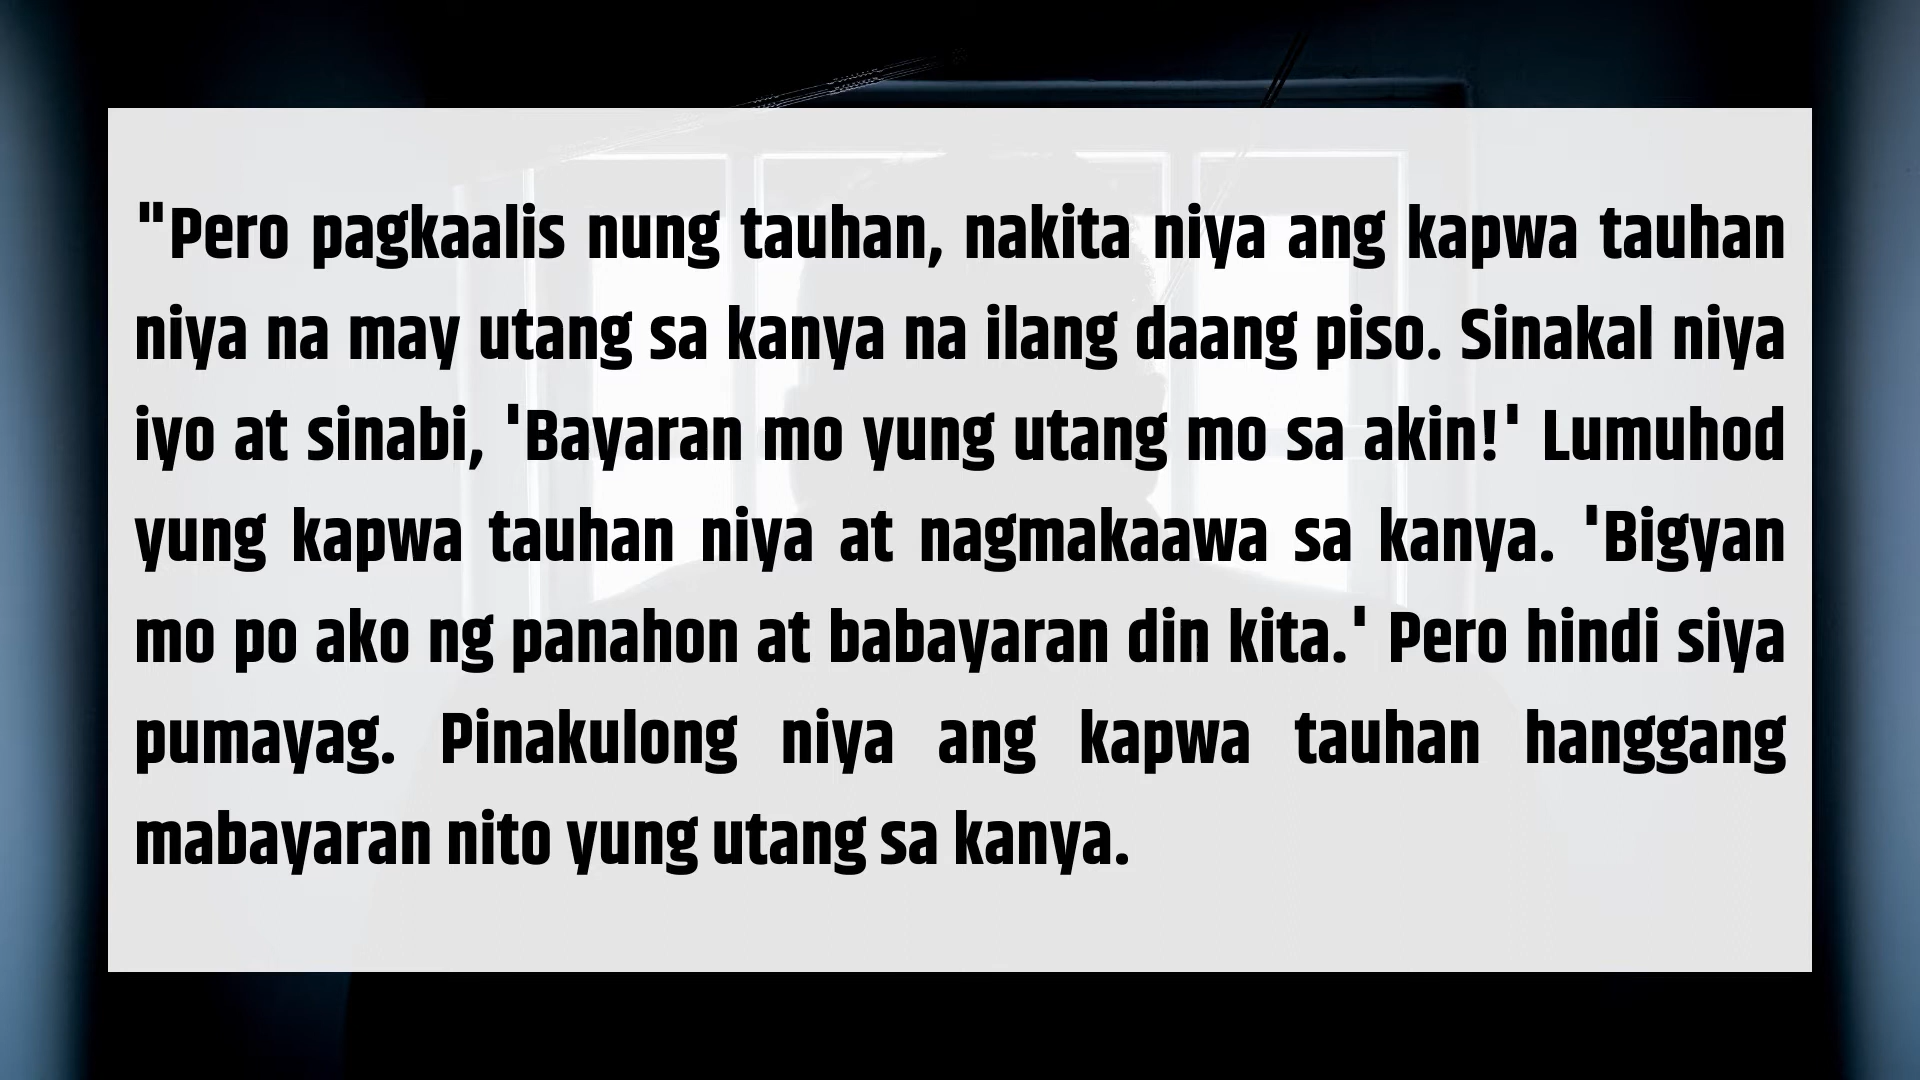 "Pero pagkaalis nung tauhan, nakita niya ang kapwa tauhan
niya na may utang sa kanya na ilang daang piso. Sinakal niya
iyo at sinabi, 'Bayaran mo yung utang mo sa akin!' Lumuhod
yung kapwa tauhan niya at nagmakaawa sa kanya. 'Bigyan
mo po ako ng panahon at babayaran din kita.' Pero hindi siya
pumayag. Pinakulong niya ang kapwa tauhan hanggang
mabayaran nito yung utang sa kanya.